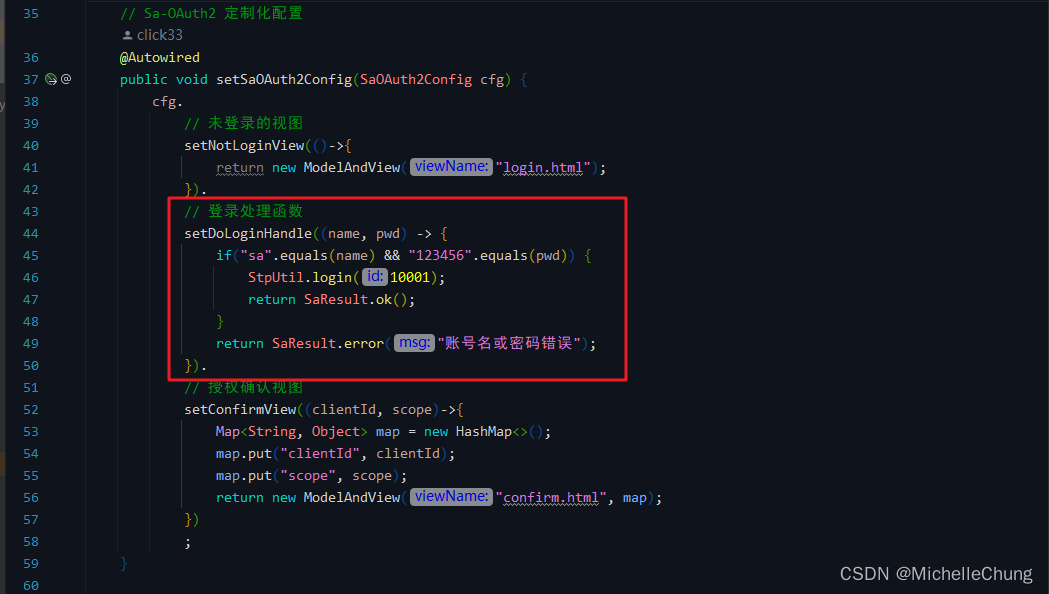 35 // Sa-OAuth2 定制化配置
click33
36 @Autowired
37 public void setSaOAuth2Config(SaOAuth2Config cfg) {
38 cfg.
39 // 未登录的视图
40 setNotLoginView(()->{
41 return new ModelAndView( viewName: "login.html");
42 }).
43 // 登录处理函数
44 setDoLoginHandle((name, pwd) -> {
45 if("sa".equals(name) && "123456".equals(pwd)) {
46 StpUtil.login( id: 10001);
47 return SaResult.ok();
48 }
49 return SaResult.error( msg: "账号名或密码错误");
50 }).
51 // 授权确认视图
52 setConfirmView((clientId, scope)->{
53 Map<String, Object> map = new HashMap<>();
54 map.put("clientId", clientId);
55 map.put("scope", scope);
56 return new ModelAndView( viewName: "confirm.html", map);
57 })
58 ;
59 }
60
CSDN @MichelleChung